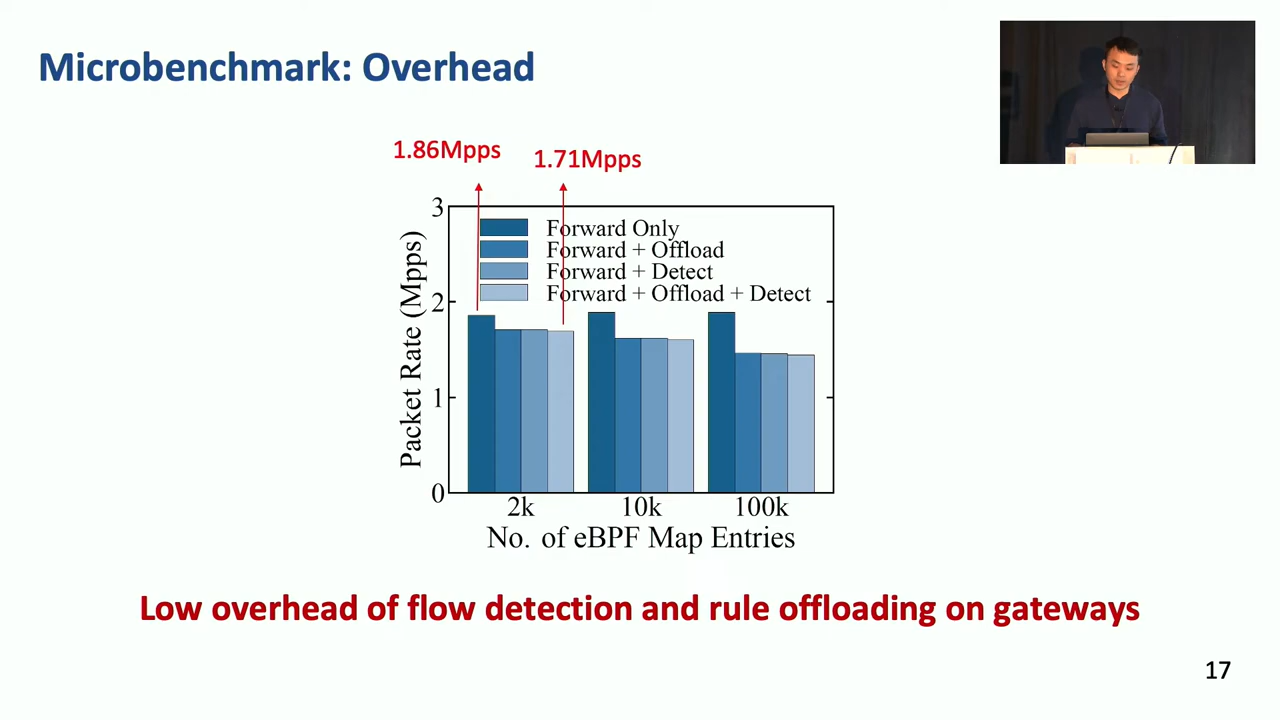 Microbenchmark: Overhead
1.86Mpps
1.71Mpps
3
2
1
0
Packet Rate (Mpps)
Forward Only
Forward + Offload
Forward + Detect
Forward + Offload + Detect
2k
10k
100k
No. of eBPF Map Entries
Low overhead of flow detection and rule offloading on gateways
17